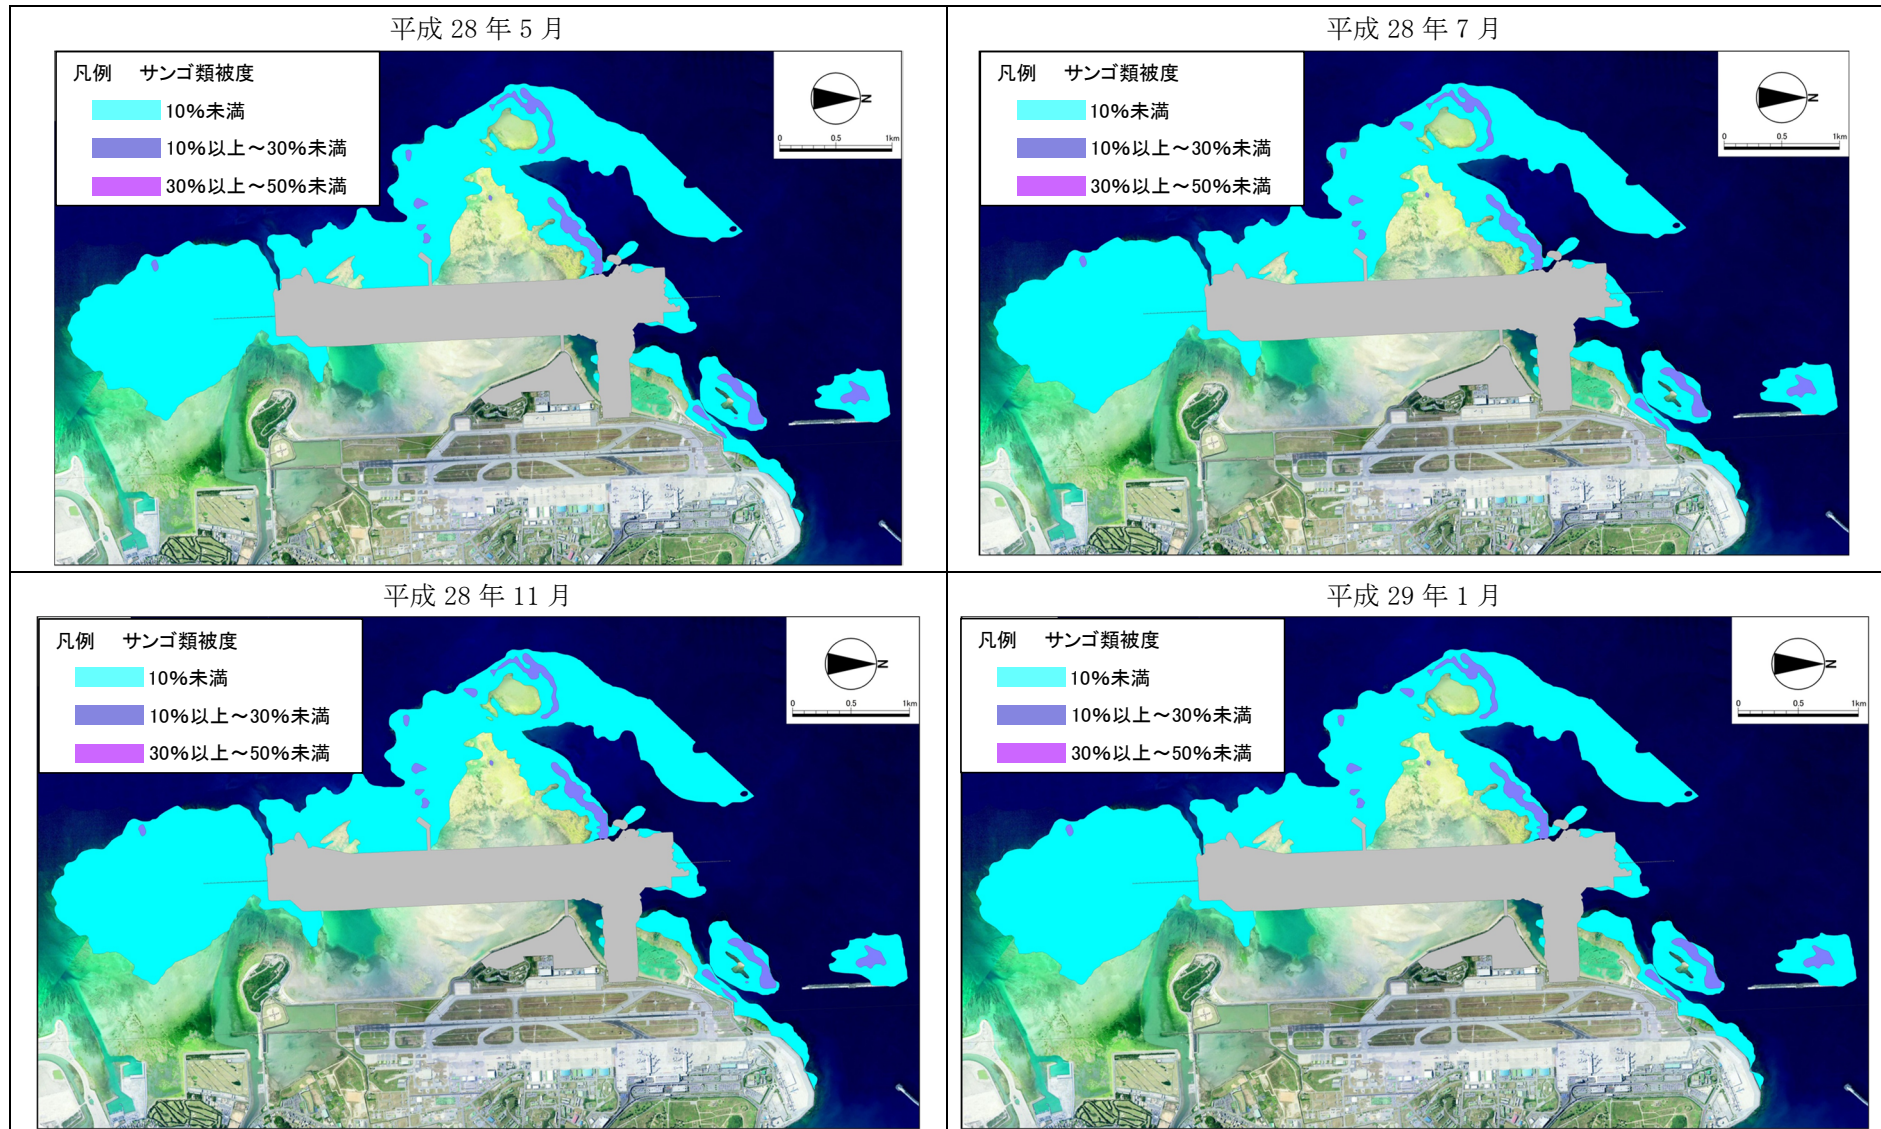 平成 28 年 5 月
凡例 サンゴ類被度
10%未満
10%以上～30%未満
30%以上～50%未満
N
0 0.5 1km
平成 28 年 7 月
凡例 サンゴ類被度
10%未満
10%以上～30%未満
30%以上～50%未満
N
0 0.5 1km
平成 28 年 11 月
凡例 サンゴ類被度
10%未満
10%以上～30%未満
30%以上～50%未満
N
0 0.5 1km
平成 29 年 1 月
凡例 サンゴ類被度
10%未満
10%以上～30%未満
30%以上～50%未満
N
0 0.5 1km